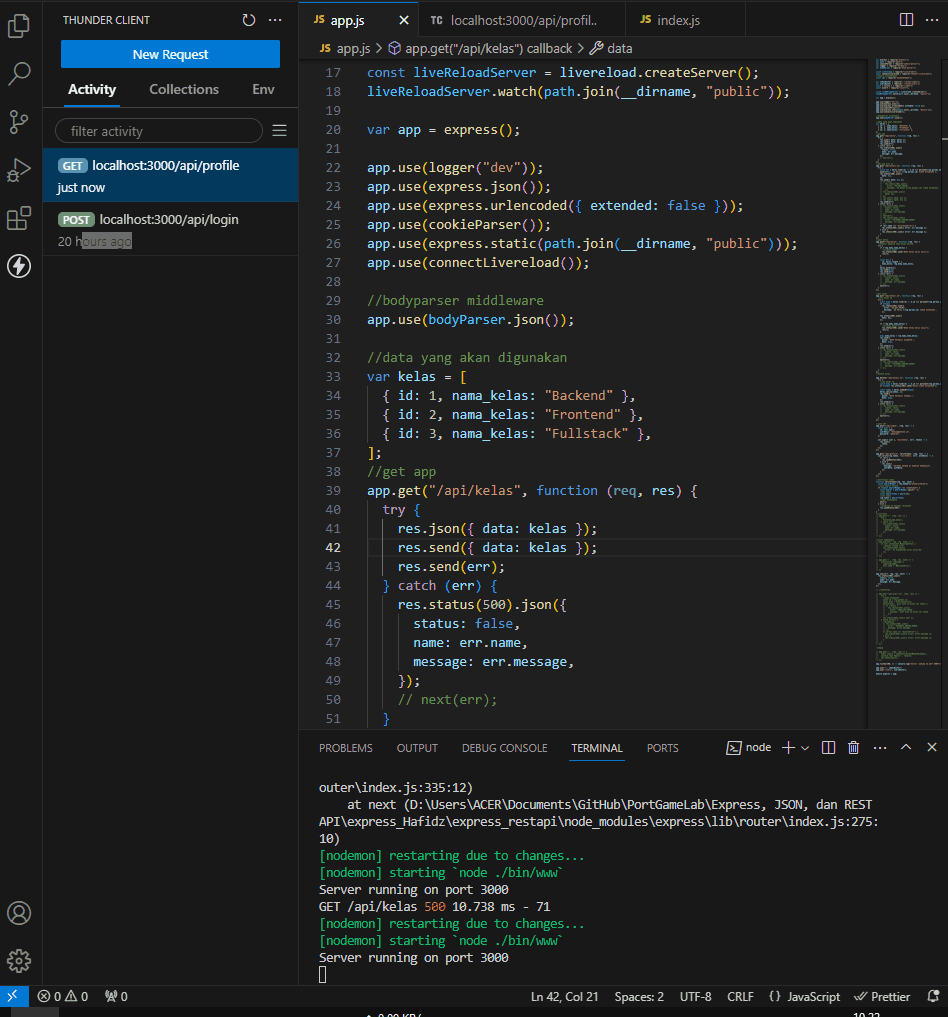 THUNDER CLIENT
New Request
Activity Collections Env
filter activity
GET localhost:3000/api/profile
just now
POST localhost:3000/api/login
20 hours ago
JS app.js
TC localhost:3000/api/profil..
JS index.js
JS app.js > app.get("/api/kelas") callback > data
17 const liveReloadServer = livereload.createServer();
18 liveReloadServer.watch(path.join(__dirname, "public"));
19
20 var app = express();
21
22 app.use(logger("dev"));
23 app.use(express.json());
24 app.use(express.urlencoded({ extended: false }));
25 app.use(cookieParser());
26 app.use(express.static(path.join(__dirname, "public")));
27 app.use(connectLivereload());
28
29 //bodyparser middleware
30 app.use(bodyParser.json());
31
32 //data yang akan digunakan
33 var kelas = [
34 { id: 1, nama_kelas: "Backend" },
35 { id: 2, nama_kelas: "Frontend" },
36 { id: 3, nama_kelas: "Fullstack" },
37 ];
38 //get app
39 app.get("/api/kelas", function (req, res) {
40 try {
41 res.json({ data: kelas });
42 res.send({ data: kelas });
43 res.send(err);
44 } catch (err) {
45 res.status(500).json({
46 status: false,
47 name: err.name,
48 message: err.message,
49 });
50 // next(err);
51 }
PROBLEMS OUTPUT DEBUG CONSOLE TERMINAL PORTS
node
outer\index.js:335:12)
at next (D:\Users\ACER\Documents\GitHub\PortGameLab\Express, JSON, dan REST
API\express_Hafidz\express_restapi\node_modules\express\lib\router\index.js:275:
10)
[nodemon] restarting due to changes...
[nodemon] starting `node ./bin/www`
Server running on port 3000
GET /api/kelas 500 10.738 ms - 71
[nodemon] restarting due to changes...
[nodemon] starting `node ./bin/www`
Server running on port 3000
0 0 0
Ln 42, Col 21 Spaces: 2 UTF-8 CRLF {} JavaScript Prettier